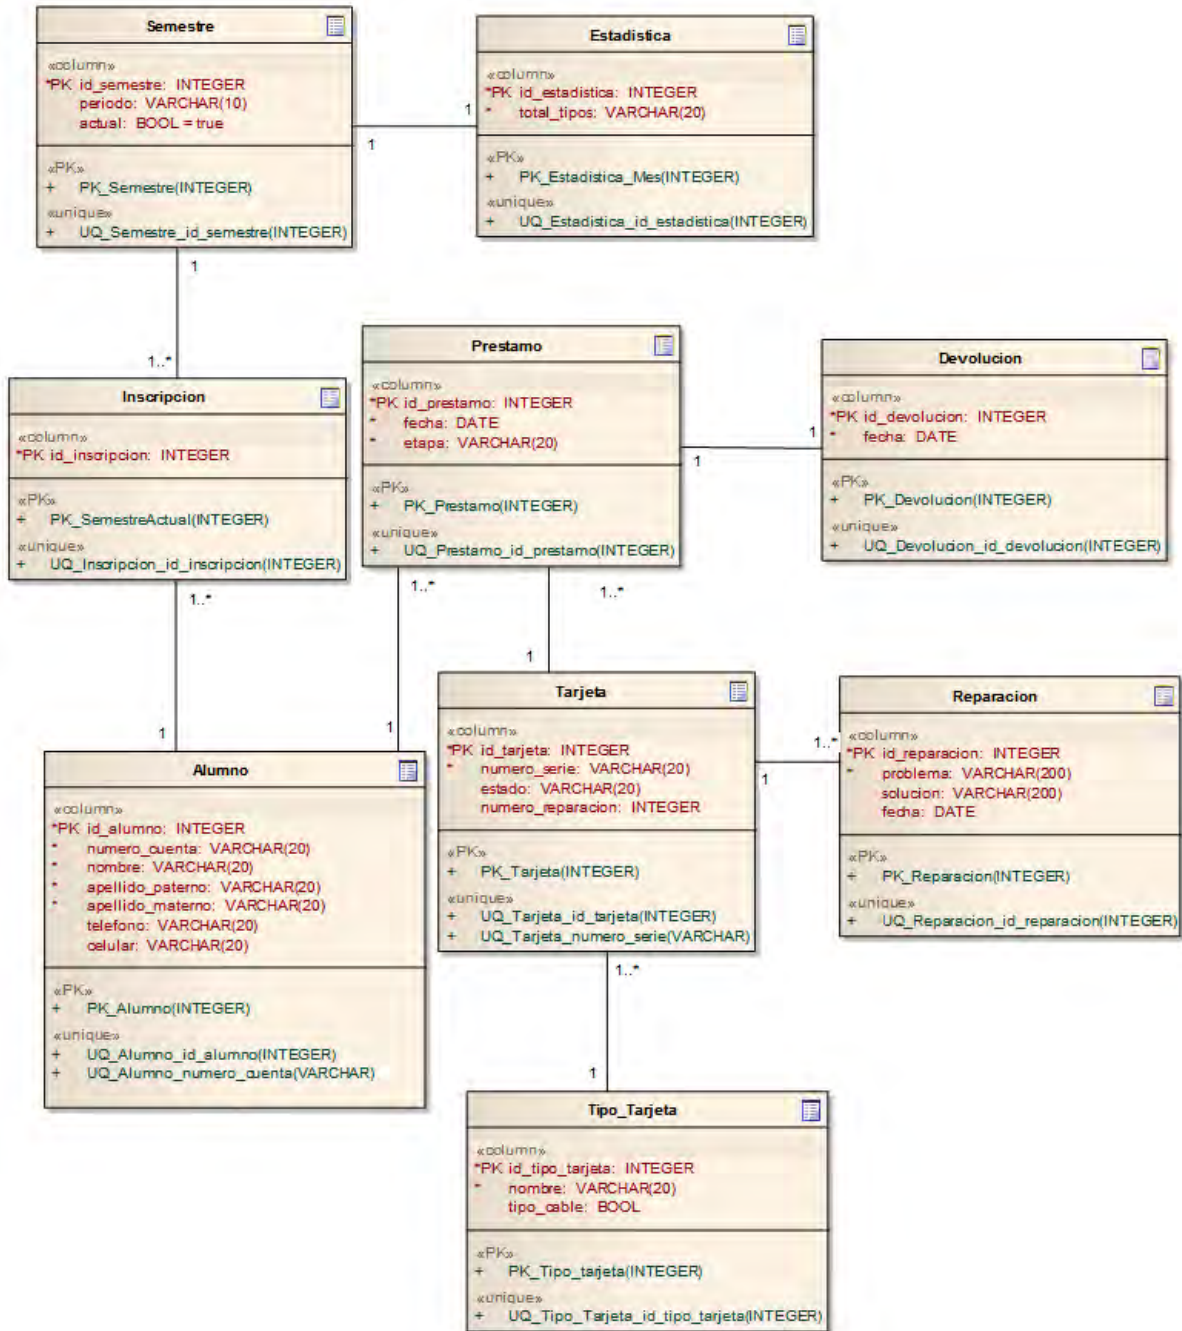 Semestre
«column»
*PK id_semestre: INTEGER
periodo: VARCHAR(10)
actual: BOOL = true
«PK»
+ PK_Semestre(INTEGER)
«unique»
+ UQ_Semestre_id_semestre(INTEGER)
Estadistica
«column»
*PK id_estadistica: INTEGER
* total_tipos: VARCHAR(20)
«PK»
+ PK_Estadistica_Mes(INTEGER)
«unique»
+ UQ_Estadistica_id_estadistica(INTEGER)
1
1
1
1..*
Inscripcion
«column»
*PK id_inscripcion: INTEGER
«PK»
+ PK_SemestreActual(INTEGER)
«unique»
+ UQ_Inscripcion_id_inscripcion(INTEGER)
Prestamo
«column»
*PK id_prestamo: INTEGER
* fecha: DATE
* etapa: VARCHAR(20)
«PK»
+ PK_Prestamo(INTEGER)
«unique»
+ UQ_Prestamo_id_prestamo(INTEGER)
Devolucion
«column»
*PK id_devolucion: INTEGER
* fecha: DATE
«PK»
+ PK_Devolucion(INTEGER)
«unique»
+ UQ_Devolucion_id_devolucion(INTEGER)
1
1
1..*
1..*
1..*
1
1
1
Alumno
«column»
*PK id_alumno: INTEGER
* numero_cuenta: VARCHAR(20)
* nombre: VARCHAR(20)
* apellido_paterno: VARCHAR(20)
* apellido_materno: VARCHAR(20)
telefono: VARCHAR(20)
celular: VARCHAR(20)
«PK»
+ PK_Alumno(INTEGER)
«unique»
+ UQ_Alumno_id_alumno(INTEGER)
+ UQ_Alumno_numero_cuenta(VARCHAR)
Tarjeta
«column»
*PK id_tarjeta: INTEGER
* numero_serie: VARCHAR(20)
estado: VARCHAR(20)
numero_reparacion: INTEGER
«PK»
+ PK_Tarjeta(INTEGER)
«unique»
+ UQ_Tarjeta_id_tarjeta(INTEGER)
+ UQ_Tarjeta_numero_serie(VARCHAR)
Reparacion
«column»
*PK id_reparacion: INTEGER
* problema: VARCHAR(200)
solucion: VARCHAR(200)
fecha: DATE
«PK»
+ PK_Reparacion(INTEGER)
«unique»
+ UQ_Reparacion_id_reparacion(INTEGER)
1..*
1
1..*
1
Tipo_Tarjeta
«column»
*PK id_tipo_tarjeta: INTEGER
* nombre: VARCHAR(20)
tipo_cable: BOOL
«PK»
+ PK_Tipo_tarjeta(INTEGER)
«unique»
+ UQ_Tipo_Tarjeta_id_tipo_tarjeta(INTEGER)